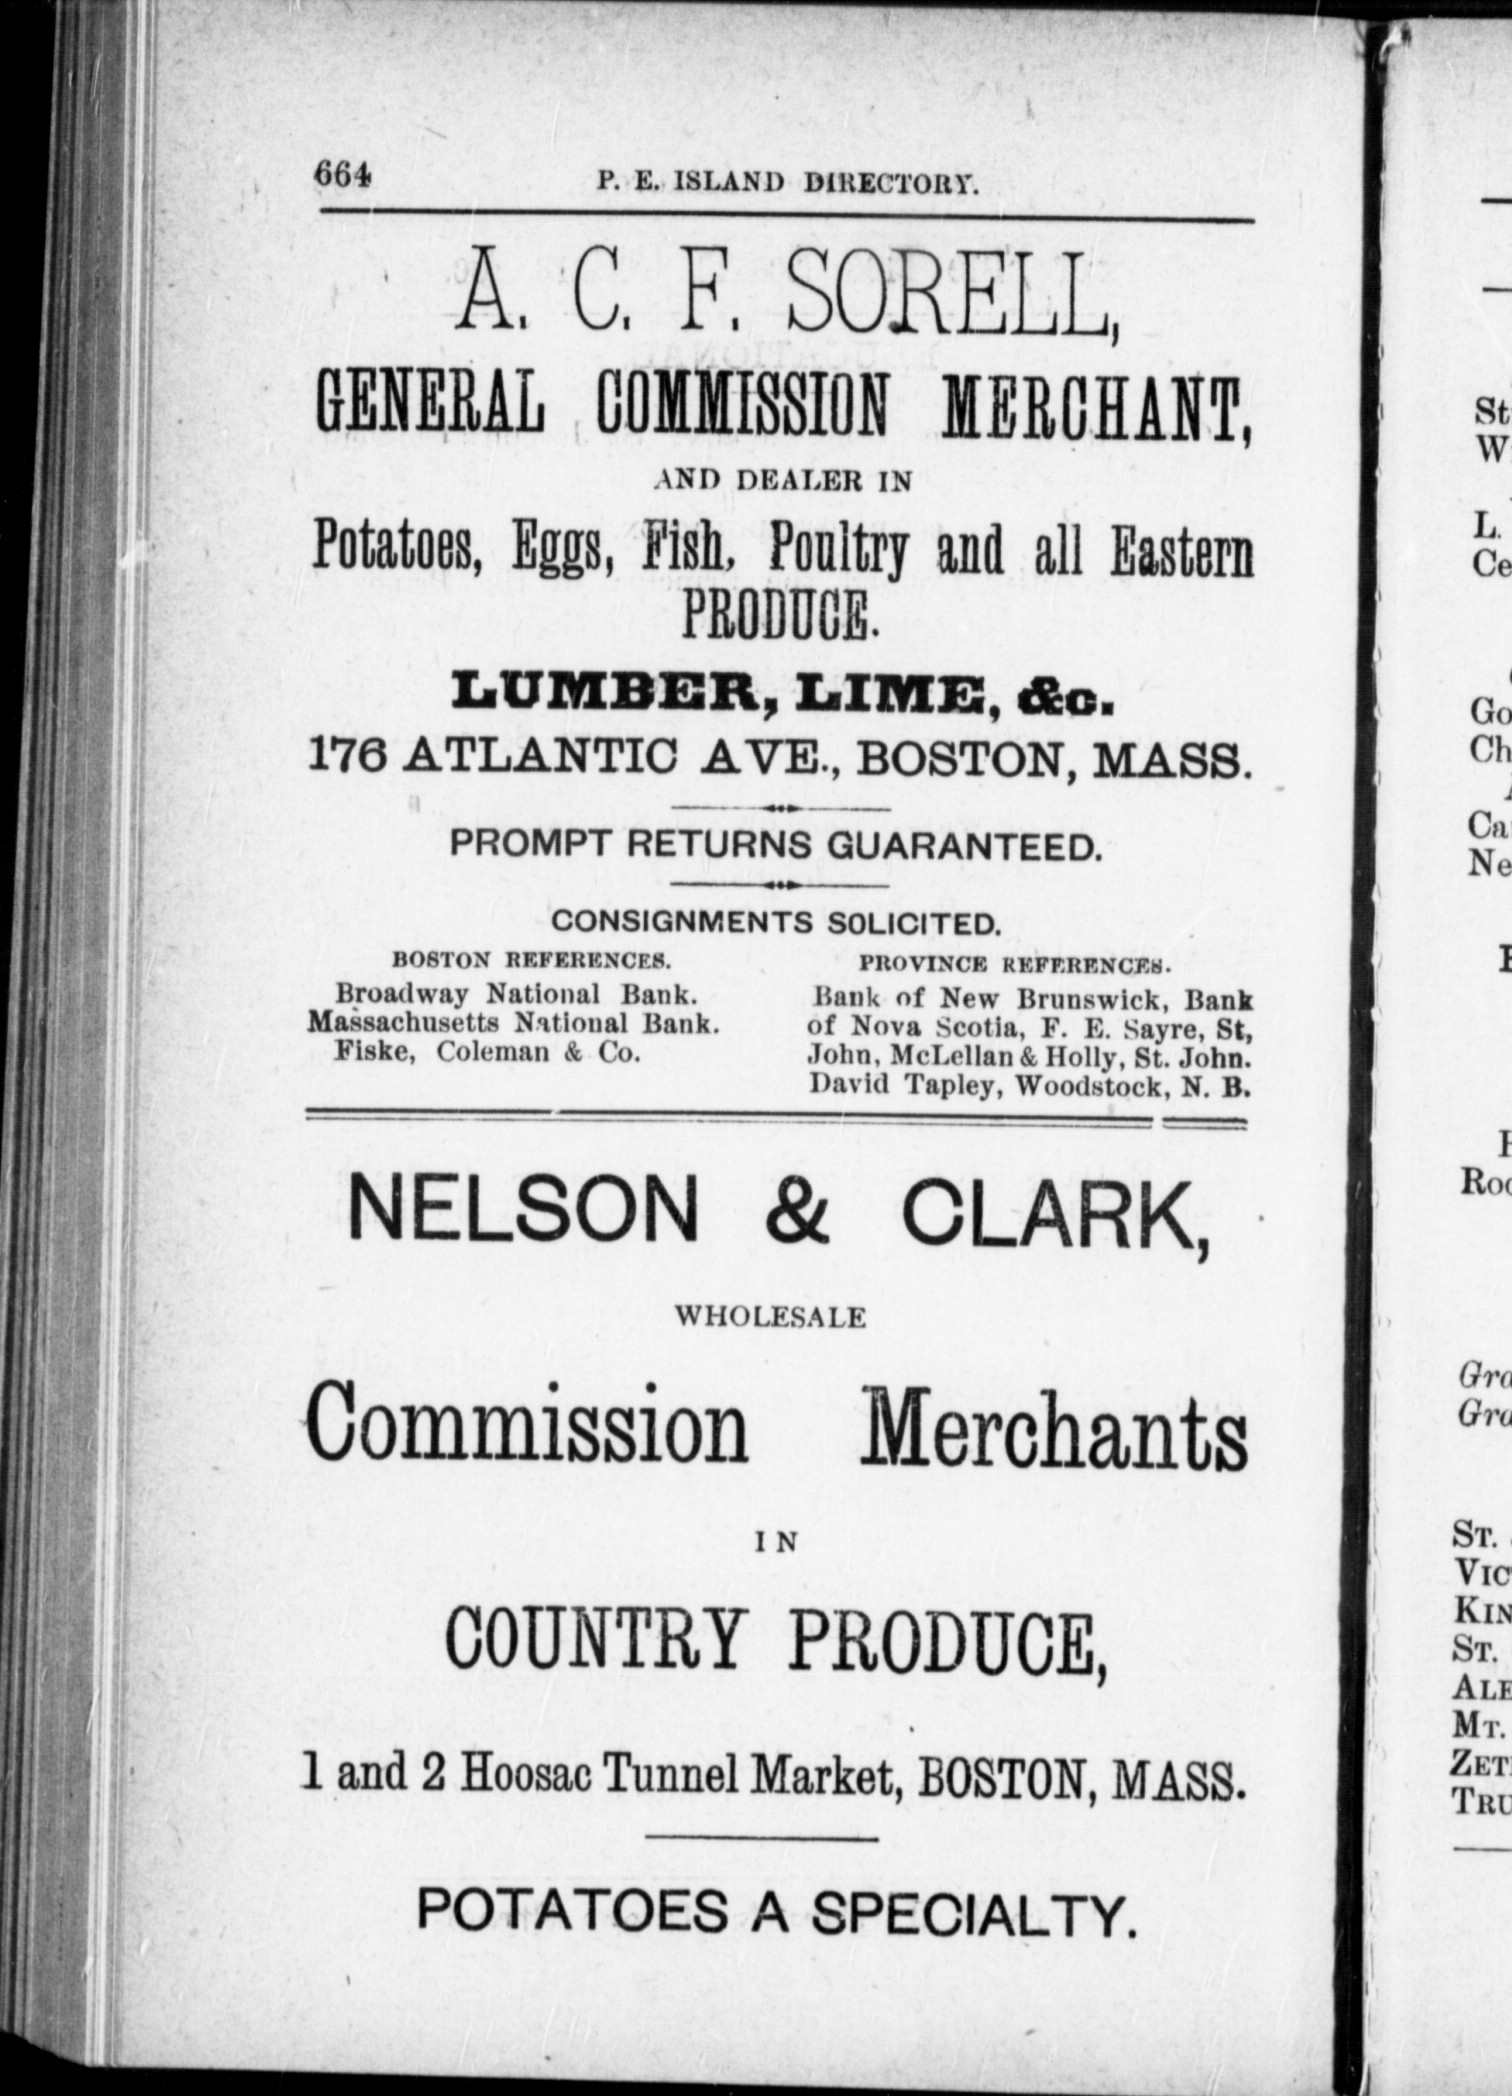 664
P. E. ISLAND DIRECTORY.
A. C. F. SORELL,
GENERAL COMMISSION MERCHANT,
AND DEALER IN
Potatoes, Eggs, Fish, Poultry and all Eastern
PRODUCE.
LUMBER, LIME, &c.
176 ATLANTIC AVE., BOSTON, MASS.
PROMPT RETURNS GUARANTEED.
CONSIGNMENTS SOLICITED.
BOSTON REFERENCES.
Broadway National Bank.
Massachusetts National Bank.
Fiske, Coleman & Co.
PROVINCE REFERENCES.
Bank of New Brunswick, Bank
of Nova Scotia, F. E. Sayre, St,
John, McLellan & Holly, St. John.
David Tapley, Woodstock, N. B.
NELSON & CLARK,
WHOLESALE
Commission Merchants
IN
COUNTRY PRODUCE,
1 and 2 Hoosac Tunnel Market, BOSTON, MASS.
POTATOES A SPECIALTY.
St
L.
ST.
ST.
MT.